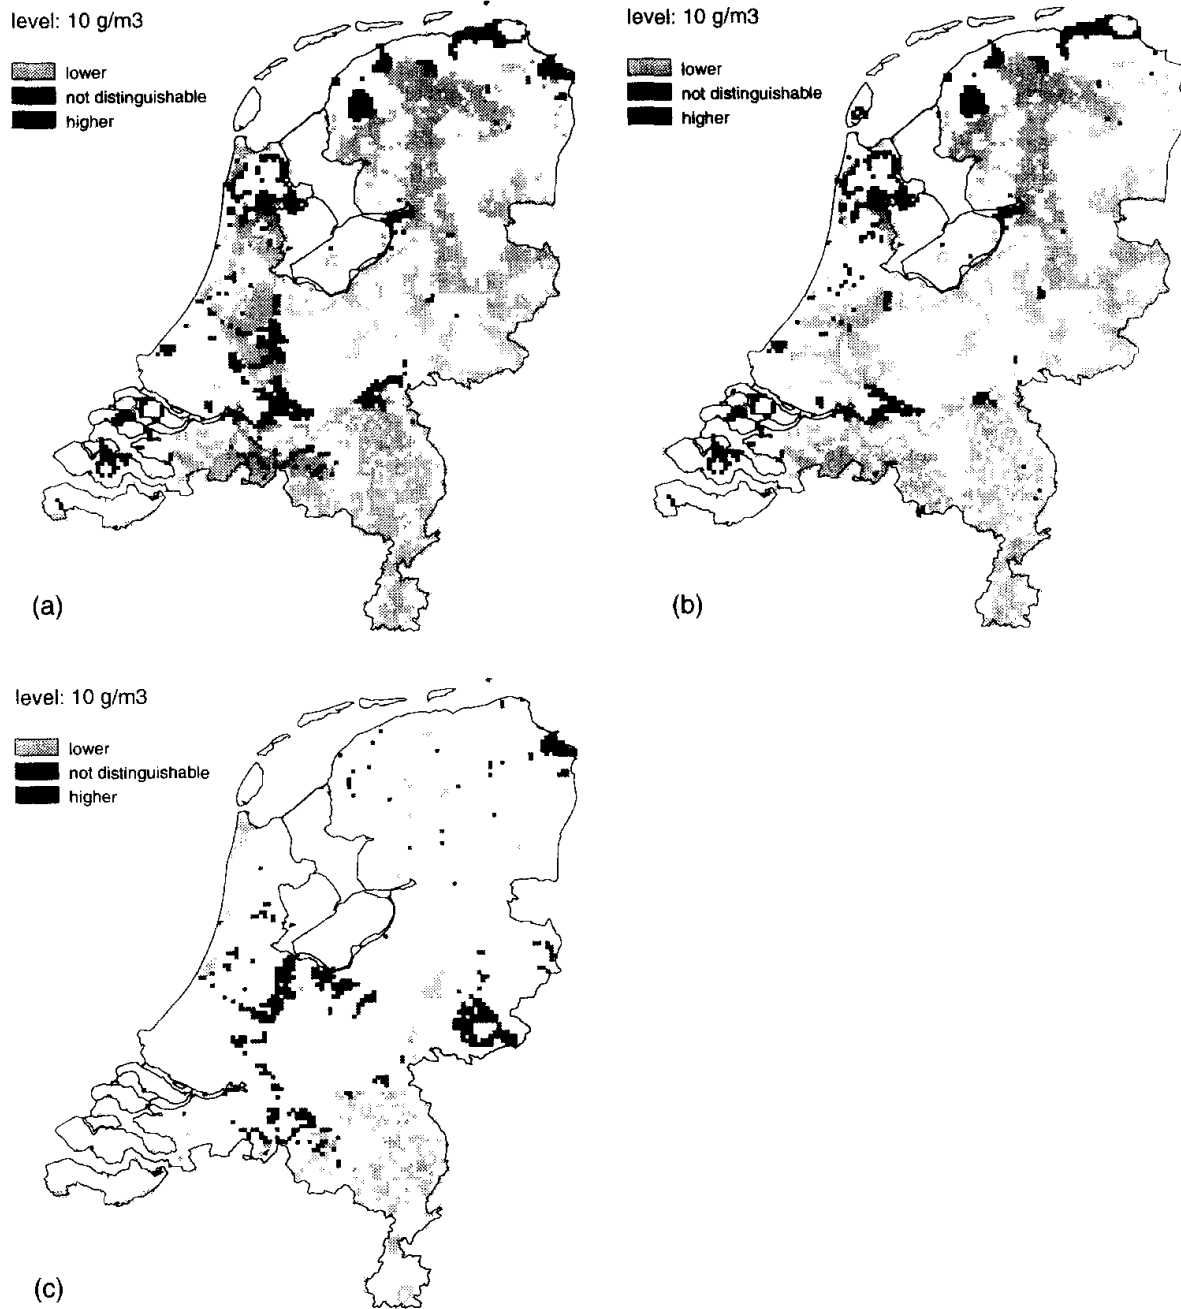 level: 10 g/m3
lower
not distinguishable
higher
(a)
level: 10 g/m3
lower
not distinguishable
higher
(b)
level: 10 g/m3
lower
not distinguishable
higher
(c)